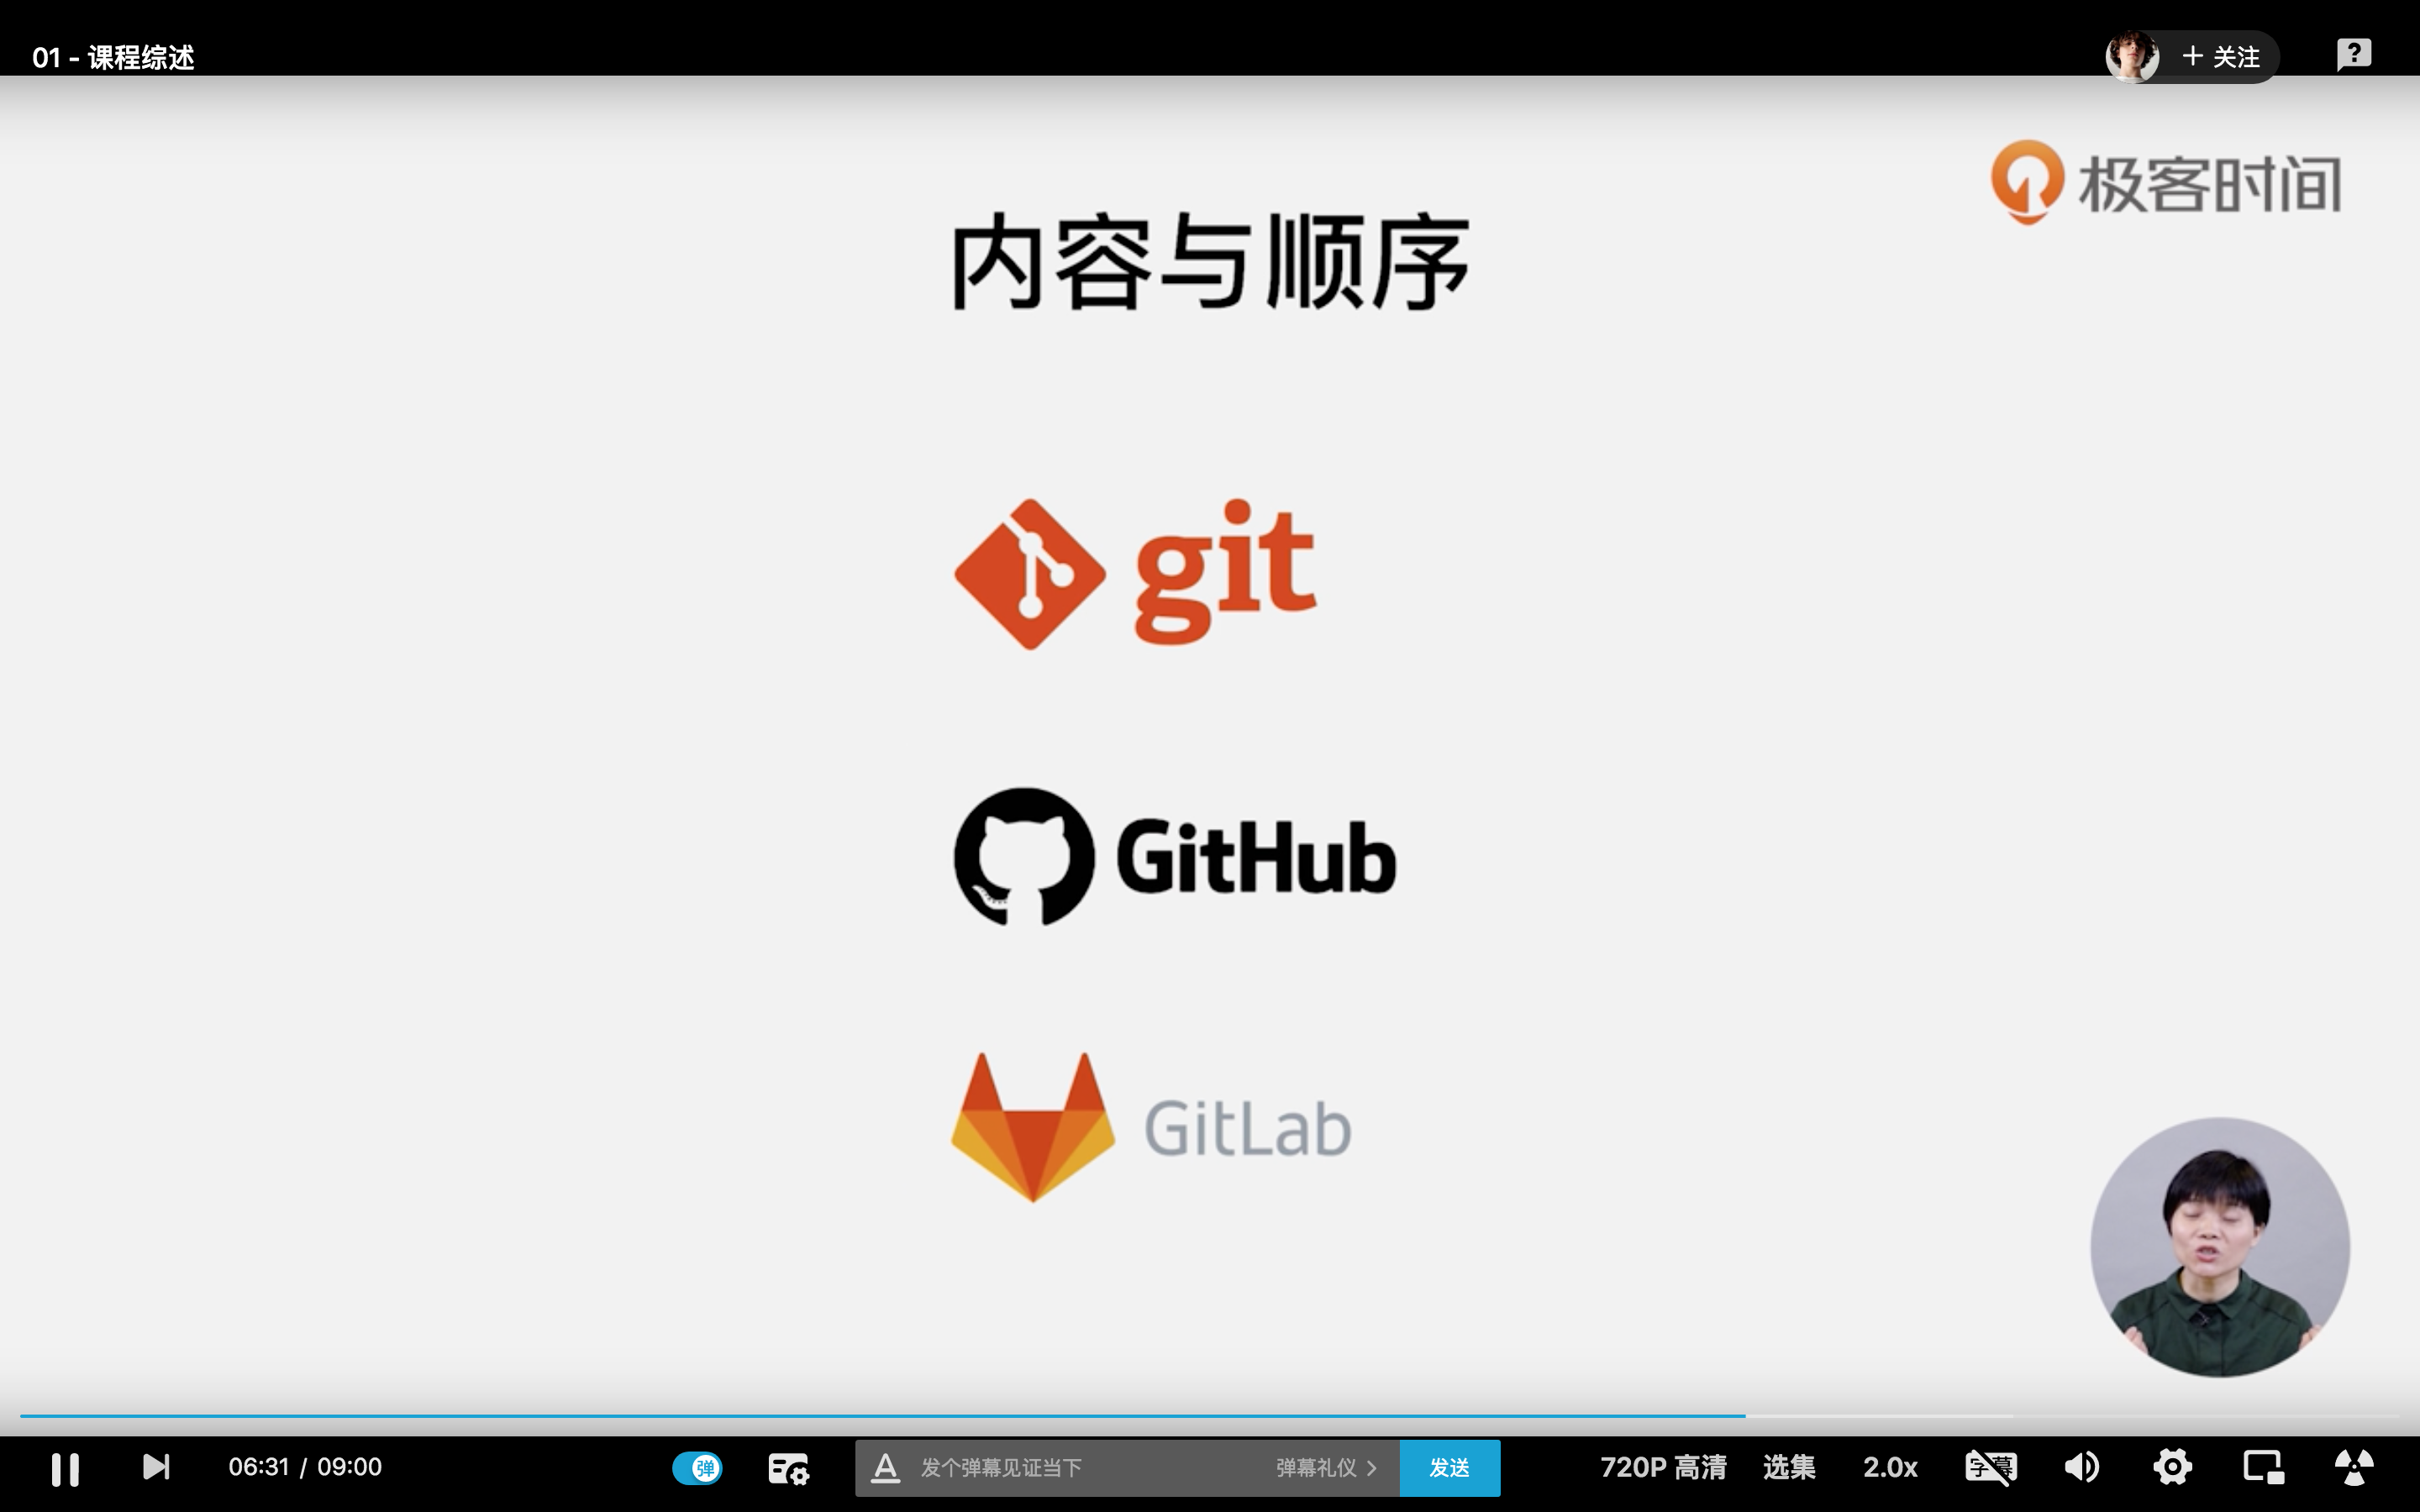 01 - 课程综述
+ 关注
极客时间
内容与顺序
git
GitHub
GitLab
06:31 / 09:00
弹
A 发个弹幕见证当下
弹幕礼仪 >
发送
720P 高清
选集
2.0x
字幕